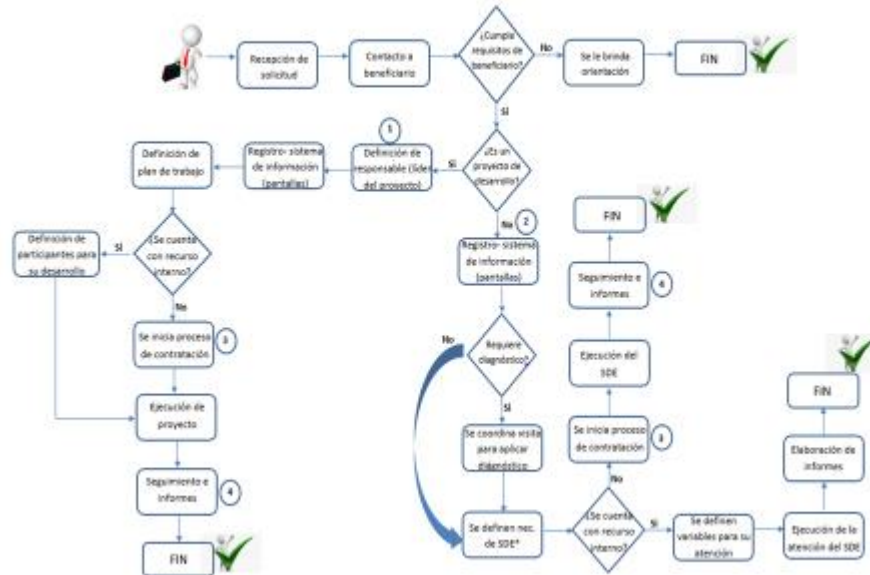 Recepción de
solicitud
Contacto a
beneficiario
¿Cumple
requisitos de
beneficiario?
No
Se le brinda
orientación
FIN
Sí
¿Es un
proyecto de
desarrollo?
Sí
1
Definición de
responsable (líder
del proyecto)
Registro- sistema
de información
(pantallas)
Definición de
plan de trabajo
¿Se cuenta
con recurso
interno?
Sí
Definición de
participantes para
su desarrollo
No
Se inicia proceso
de contratación
3
Ejecución de
proyecto
Seguimiento e
informes
4
FIN
No
2
Registro- sistema
de información
(pantallas)
Requiere
diagnóstico?
No
Sí
Se coordina visita
para aplicar
diagnóstico
Se definen nec.
de SDE*
¿Se cuenta
con recurso
interno?
No
Se inicia proceso
de contratación
3
Ejecución del
SDE
Seguimiento e
informes
4
FIN
Sí
Se definen
variables para su
atención
Ejecución de la
atención del SDE
Elaboración de
informes
FIN